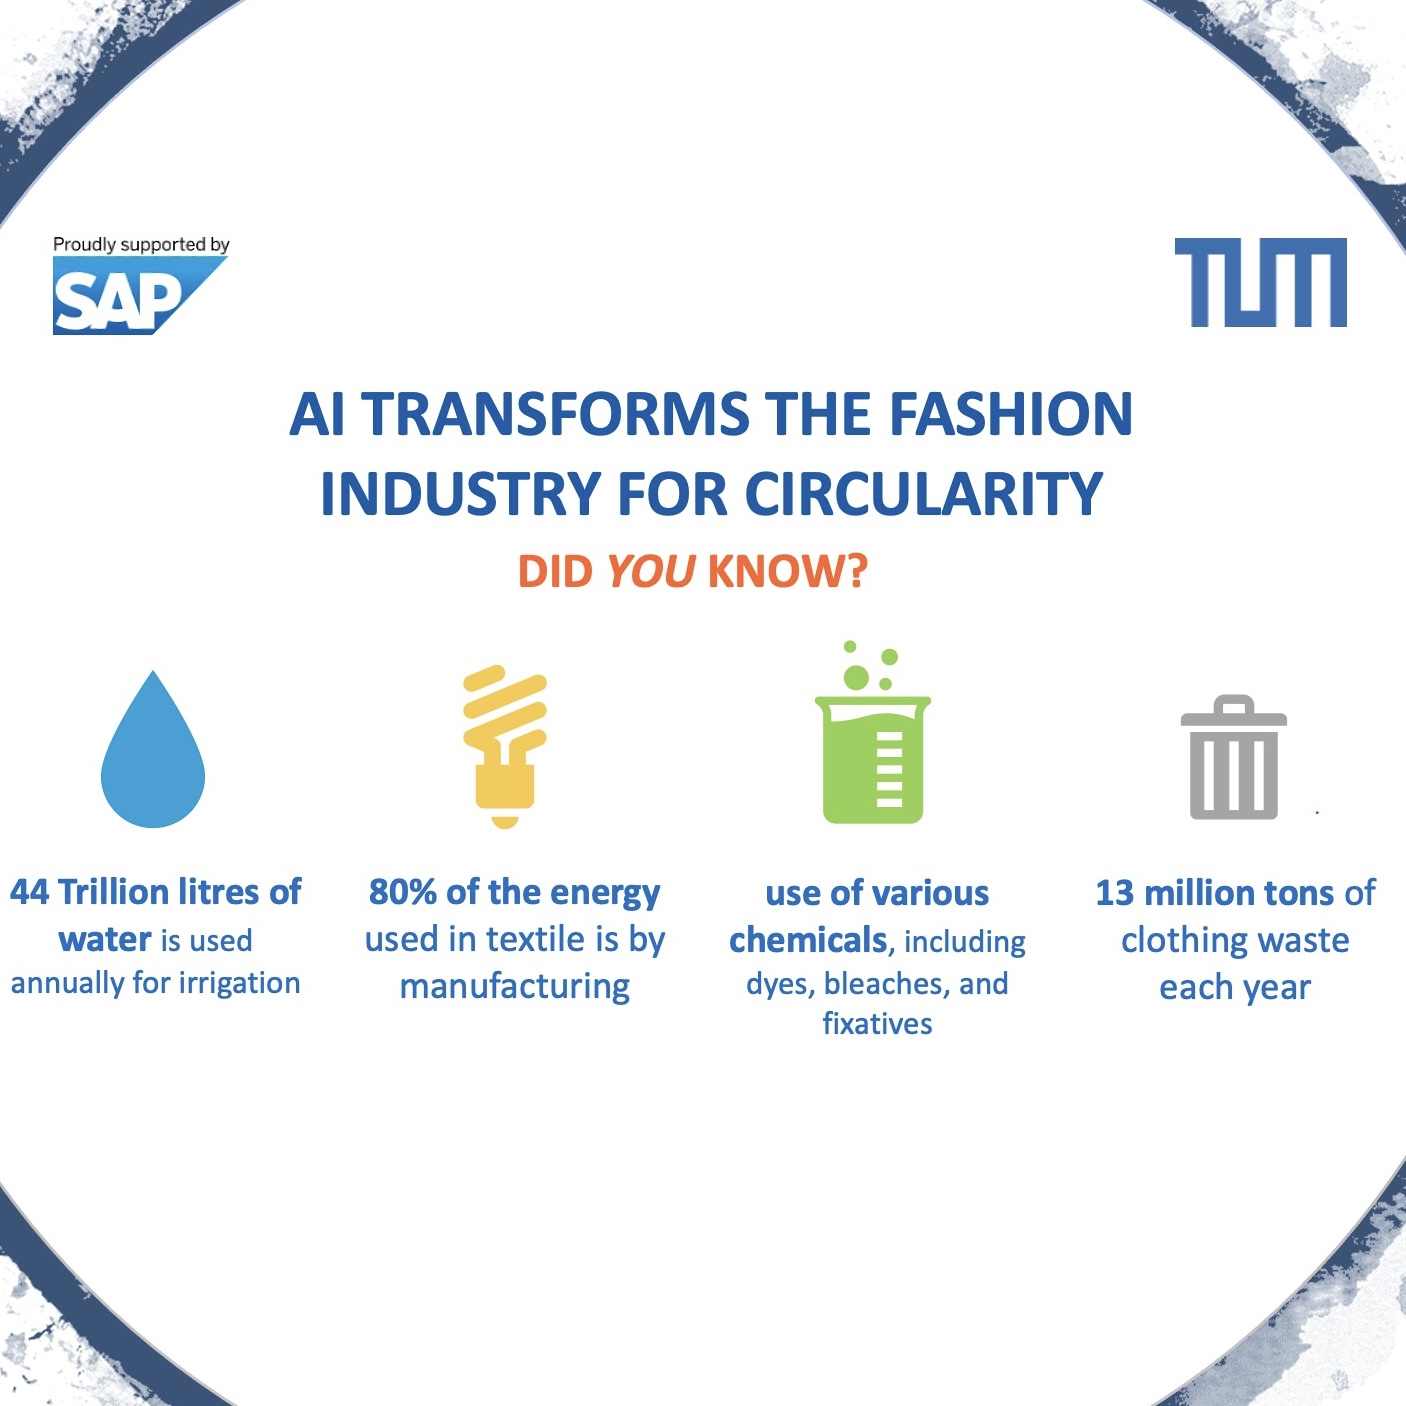 Proudly supported by
SAP
TUM
AI TRANSFORMS THE FASHION
INDUSTRY FOR CIRCULARITY
DID YOU KNOW?
44 Trillion litres of
water is used
annually for irrigation
80% of the energy
used in textile is by
manufacturing
use of various
chemicals, including
dyes, bleaches, and
fixatives
13 million tons of
clothing waste
each year